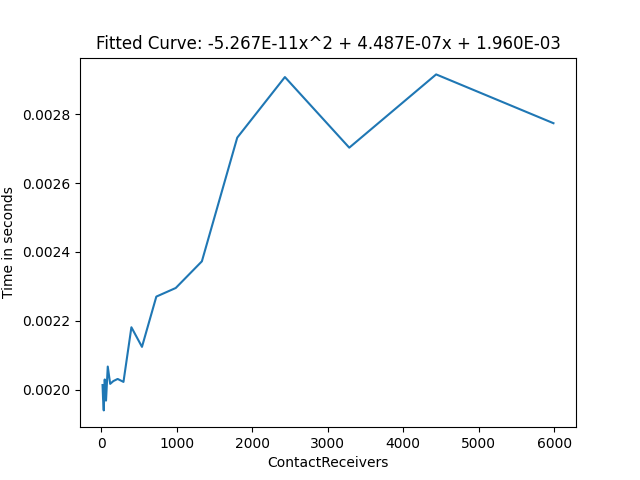 Fitted Curve: -5.267E-11x^2 + 4.487E-07x + 1.960E-03
0.0028
0.0026
0.0024
0.0022
0.0020
Time in seconds
0 1000 2000 3000 4000 5000 6000
ContactReceivers